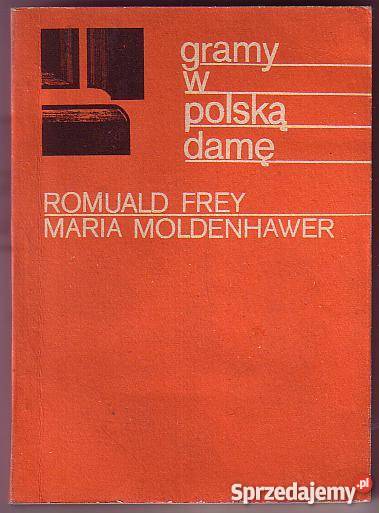 gramy
w
polską
damę
ROMUALD FREY
MARIA MOLDENHAWER
Sprzedajemy.pl